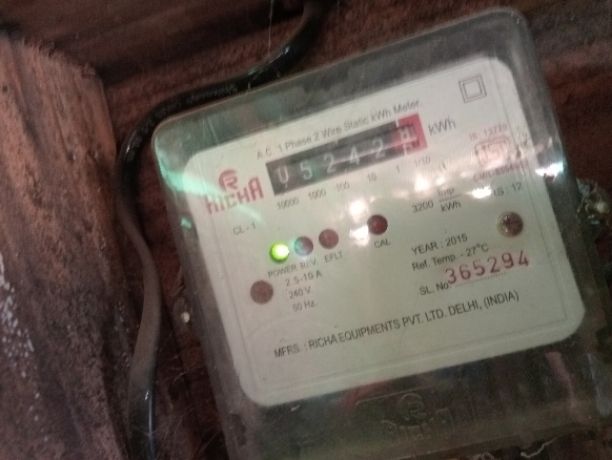 A.C. 1 Phase 2 Wire Static kWh Meter.
5 2 4 2 kWh
RICHA
10000 1000 100 10 1 1/10
CL - 1
3200 imp/kWh
POWER REV. EFLT CAL
2.5-10 A
240 V
50 Hz.
YEAR : 2015
Ref. Temp. - 27°C
SL. No. 365294
MFRS. : RICHA EQUIPMENTS PVT. LTD. DELHI, (INDIA)
RICHA